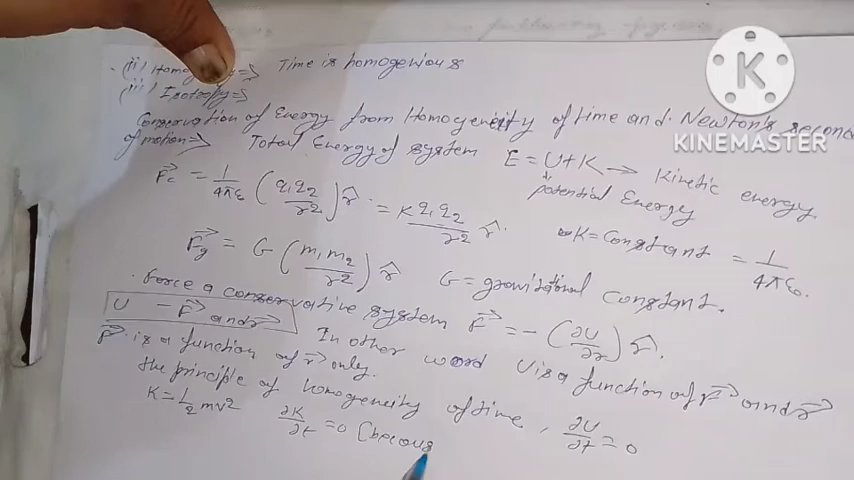 (ii) Homog =) Time is homogenious
(iii) Isotropy =)
Conservation of Energy from Homogeneity of time and Newton's second
of motion => Total Energy of system E = U+K → Kinetic energy.
potential Energy
F⃗c = 1/4πε₀ (q₁q₂/r²) r̂ = K q₁q₂/r² r̂. K = Constant = 1/4πε₀.
F⃗g = G (m₁m₂/r²) r̂ G = gravitational constant.
Force a conservative system F⃗ = -(∂U/∂r) r̂.
U - F⃗ and r⃗ In other word U is a function of F⃗ and r⃗
F⃗ is a function of r⃗ only.
the principle of homogeneity of time, ∂U/∂t = 0
K = 1/2 mv² ∂K/∂t = 0 (becous
K
KINEMASTER